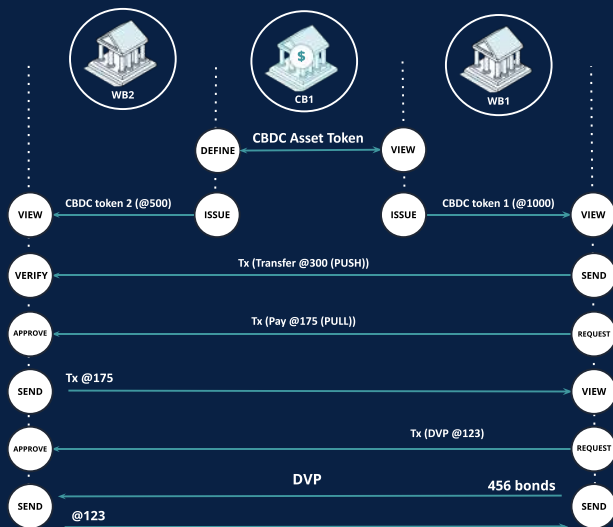 WB2
$
CB1
WB1
DEFINE
CBDC Asset Token
VIEW
VIEW
CBDC token 2 (@500)
ISSUE
ISSUE
CBDC token 1 (@1000)
VIEW
VERIFY
Tx (Transfer @300 (PUSH))
SEND
APPROVE
Tx (Pay @175 (PULL))
REQUEST
SEND
Tx @175
VIEW
APPROVE
Tx (DVP @123)
REQUEST
SEND
DVP
456 bonds
SEND
@123